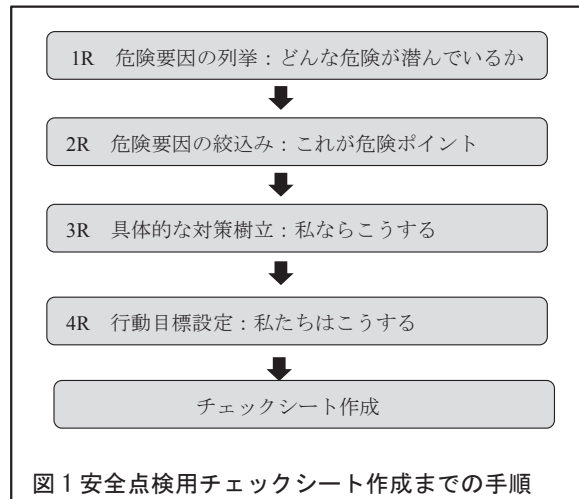 1R 危険要因の列挙：どんな危険が潜んでいるか
2R 危険要因の絞込み：これが危険ポイント
3R 具体的な対策樹立：私ならこうする
4R 行動目標設定：私たちはこうする
チェックシート作成
図1安全点検用チェックシート作成までの手順